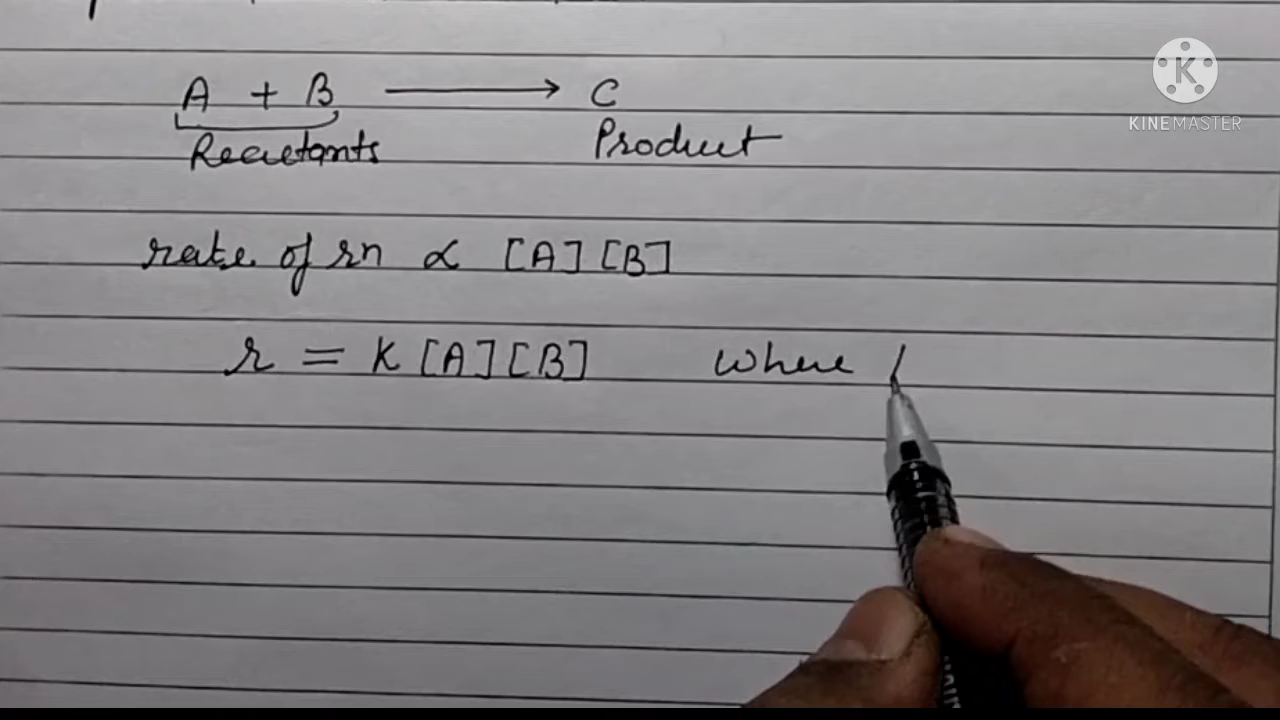 A + B ⟶ C
Reactants Product
KINEMASTER
rate of rn ∝ [A][B]
r = K [A][B] where